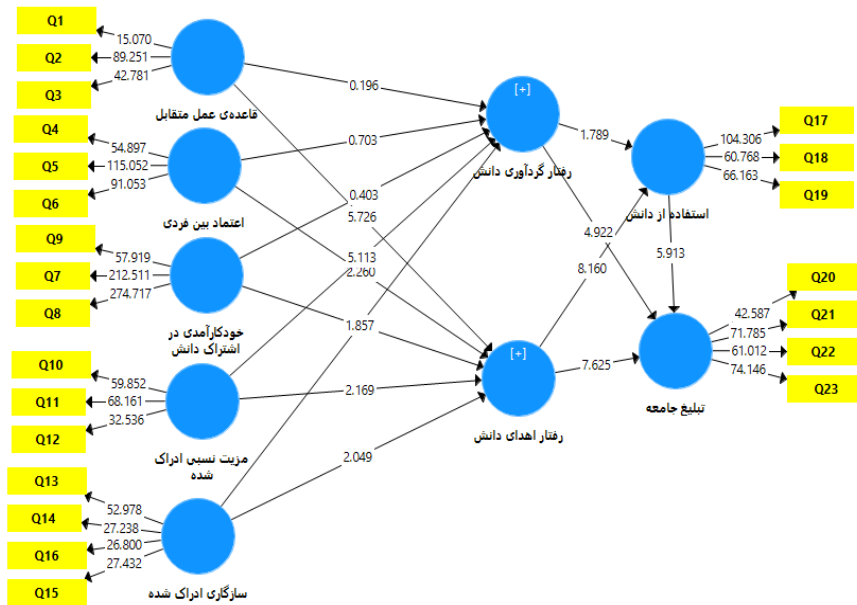 Q1
15.070
Q2
89.251
42.781
Q3
قاعده‌ی عمل متقابل
Q4
54.897
Q5
115.052
91.053
Q6
اعتماد بین فردی
Q9
57.919
Q7
212.511
274.717
Q8
خودکارآمدی در
اشتراک دانش
Q10
59.852
Q11
68.161
32.536
Q12
مزیت نسبی ادراک
شده
Q13
52.978
Q14
27.238
Q16
26.800
27.432
Q15
سازگاری ادراک شده
0.196
0.703
0.403
5.726
5.113
2.260
1.857
2.169
2.049
[+]
رفتار گردآوری دانش
[+]
رفتار اهدای دانش
1.789
4.922
8.160
5.913
7.625
استفاده از دانش
104.306
Q17
60.768
Q18
66.163
Q19
تبلیغ جامعه
42.587
Q20
71.785
Q21
61.012
Q22
74.146
Q23